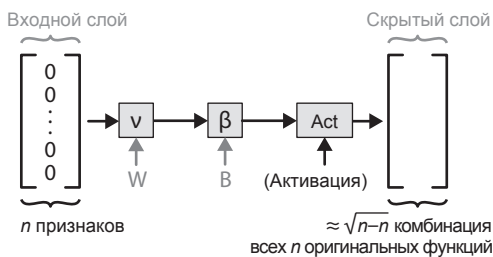 Входной слой
Скрытый слой
0
0
0
0
ν
β
Act
W
B
(Активация)
n признаков
≈ √n–n комбинация
всех n оригинальных функций